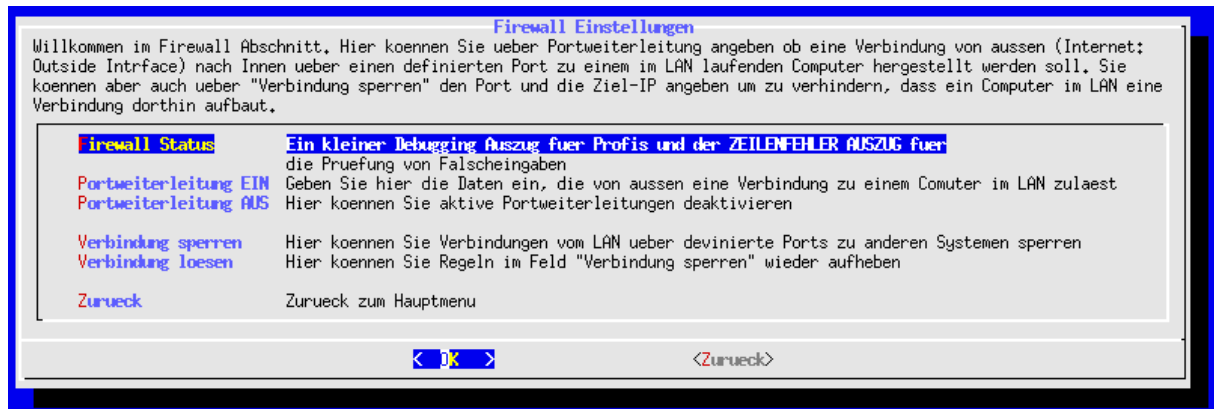 Firewall Einstellungen
Willkommen im Firewall Abschnitt. Hier koennen Sie ueber Portweiterleitung angeben ob eine Verbindung von aussen (Internet:
Outside Intrface) nach Innen ueber einen definierten Port zu einem im LAN laufenden Computer hergestellt werden soll. Sie
koennen aber auch ueber "Verbindung sperren" den Port und die Ziel-IP angeben um zu verhindern, dass ein Computer im LAN eine
Verbindung dorthin aufbaut.
Firewall Status Ein kleiner Debugging Auszug fuer Profis und der ZEILENFEHLER AUSZUG fuer
die Pruefung von Falscheingaben
Portweiterleitung EIN Geben Sie hier die Daten ein, die von aussen eine Verbindung zu einem Comuter im LAN zulaest
Portweiterleitung AUS Hier koennen Sie aktive Portweiterleitungen deaktivieren
Verbindung sperren Hier koennen Sie Verbindungen vom LAN ueber devinierte Ports zu anderen Systemen sperren
Verbindung loesen Hier koennen Sie Regeln im Feld "Verbindung sperren" wieder aufheben
Zurueck Zurueck zum Hauptmenu
< OK > <Zurueck>